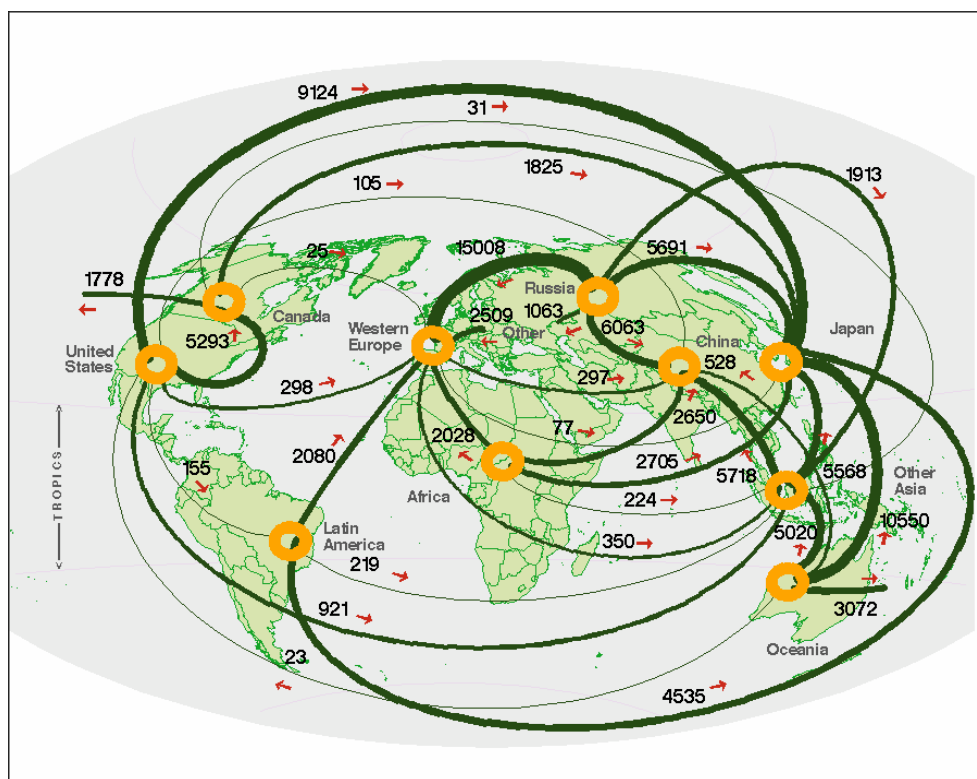 9124
31
1825
105
1913
25
15008
5691
1778
Russia
Canada
2509
1063
Western
Europe
Other
6063
Japan
5293
China
United
States
528
298
297
2650
TROPICS
2028
77
2080
2705
155
5718
5568
Other
Asia
Africa
224
10550
Latin
America
5020
350
219
921
3072
Oceania
23
4535